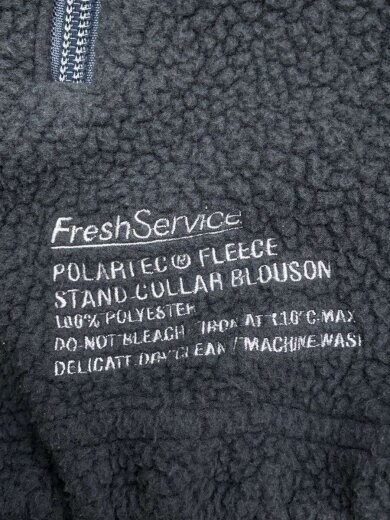 FreshService
POLARTEC® FLEECE
STAND COLLAR BLOUSON
100% POLYESTER
DO NOT BLEACH / IRON AT 110°C MAX
DELICATE DRY CLEAN / MACHINE WASH